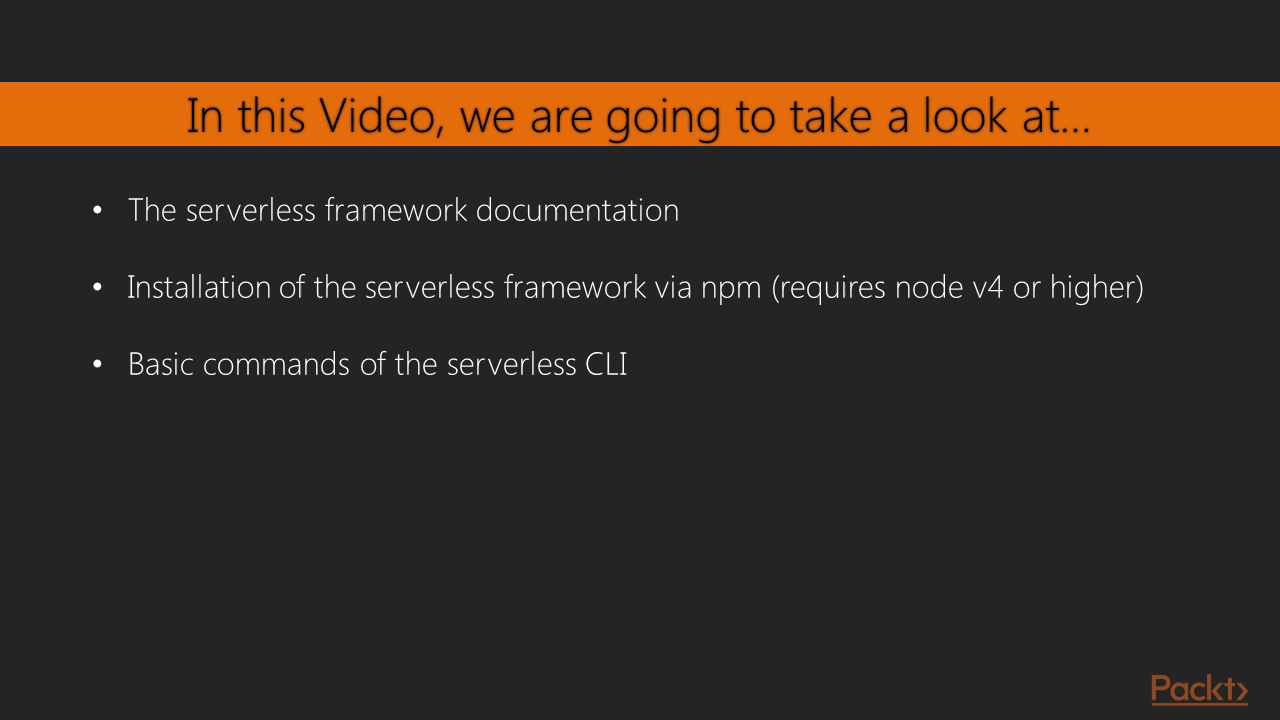 In this Video, we are going to take a look at...
• The serverless framework documentation
• Installation of the serverless framework via npm (requires node v4 or higher)
• Basic commands of the serverless CLI
Packt>